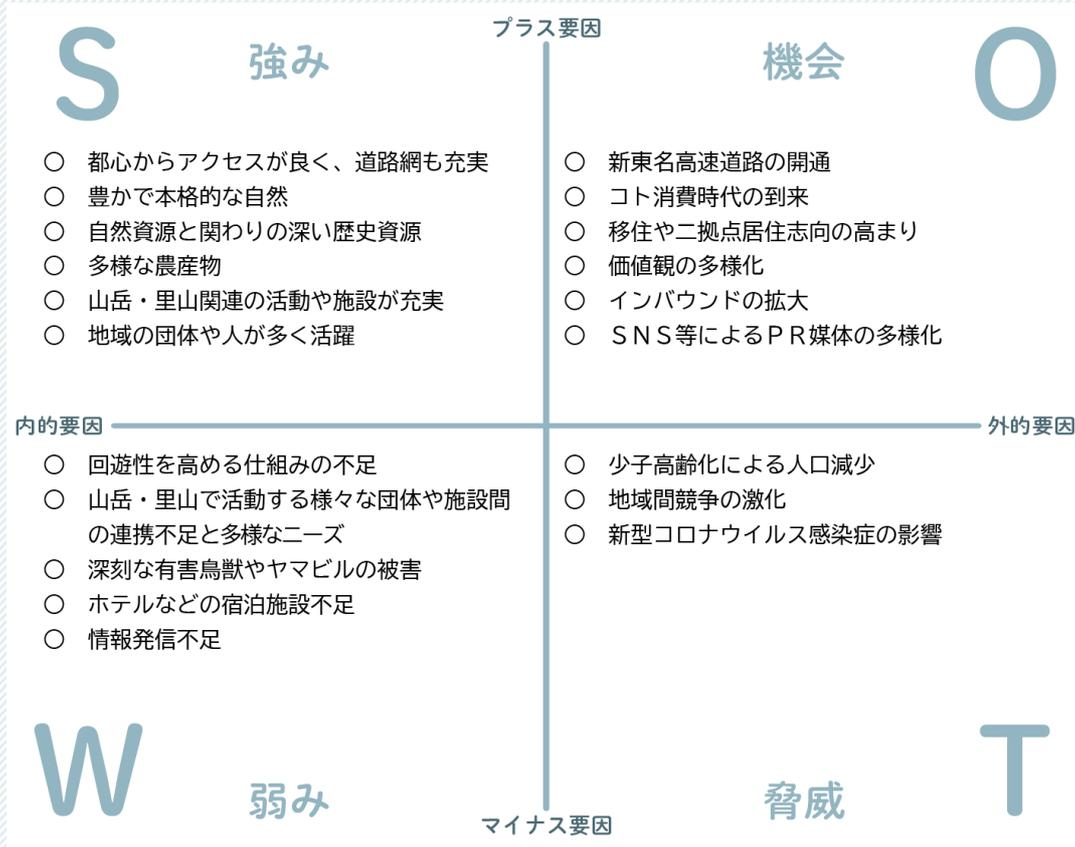 プラス要因
S
強み
○ 都心からアクセスが良く、道路網も充実
○ 豊かで本格的な自然
○ 自然資源と関わりの深い歴史資源
○ 多様な農産物
○ 山岳・里山関連の活動や施設が充実
○ 地域の団体や人が多く活躍
機会
O
○ 新東名高速道路の開通
○ コト消費時代の到来
○ 移住や二拠点居住志向の高まり
○ 価値観の多様化
○ インバウンドの拡大
○ ＳＮＳ等によるＰＲ媒体の多様化
内的要因
外的要因
○ 回遊性を高める仕組みの不足
○ 山岳・里山で活動する様々な団体や施設間
の連携不足と多様なニーズ
○ 深刻な有害鳥獣やヤマビルの被害
○ ホテルなどの宿泊施設不足
○ 情報発信不足
W
弱み
○ 少子高齢化による人口減少
○ 地域間競争の激化
○ 新型コロナウイルス感染症の影響
脅威
T
マイナス要因